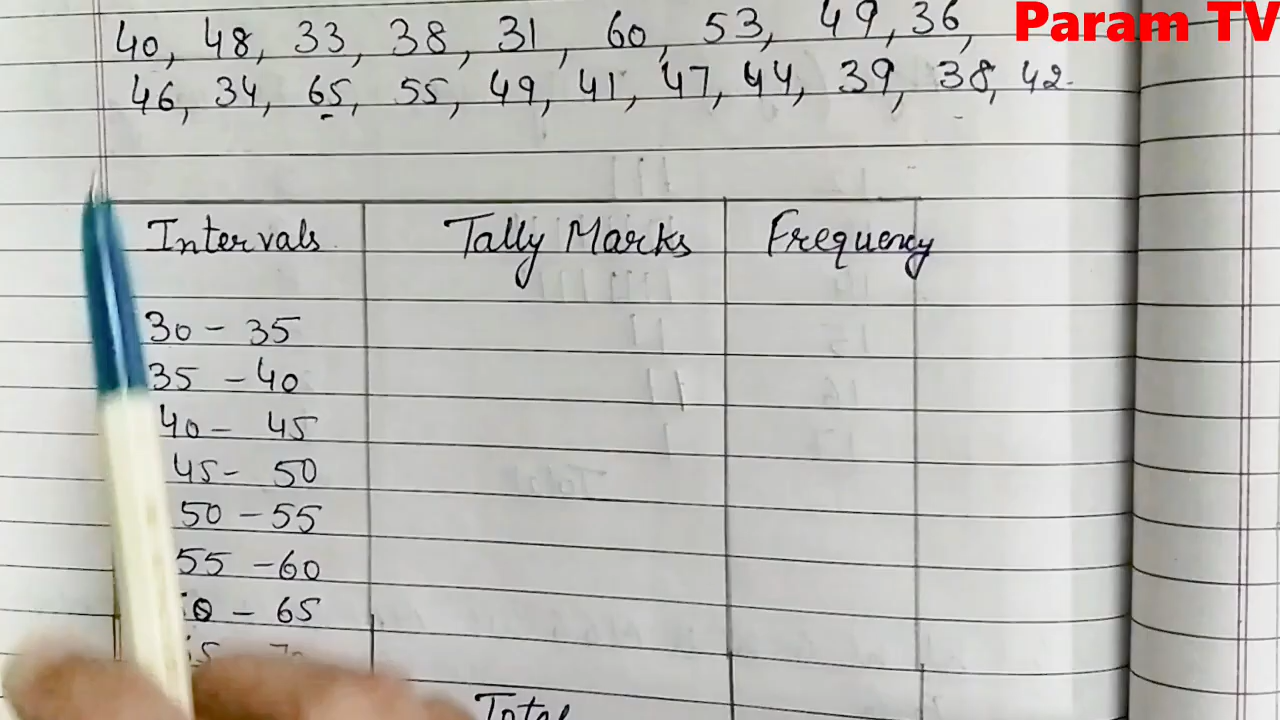 Param TV
40, 48, 33, 38, 31, 60, 53, 49, 36,
46, 34, 65, 55, 49, 41, 47, 44, 39, 38, 42.
Intervals Tally Marks Frequency
30 - 35
35 - 40
40 - 45
45 - 50
50 - 55
55 - 60
- 65
Total